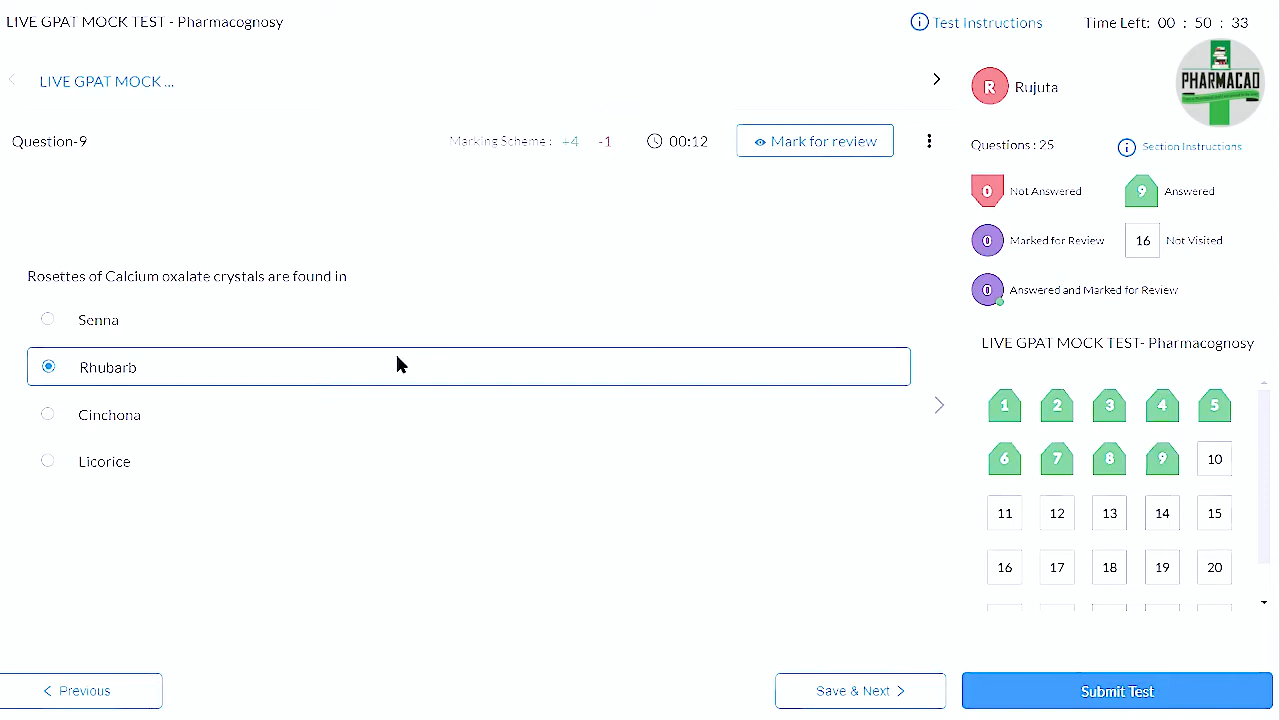 LIVE GPAT MOCK TEST - Pharmacognosy
Test Instructions
Time Left: 00 : 50 : 33
LIVE GPAT MOCK ...
R Rujuta
PHARMACAD
Question-9
Marking Scheme : +4 -1
00:12
Mark for review
Questions : 25
Section Instructions
0 Not Answered
9 Answered
0 Marked for Review
16 Not Visited
0 Answered and Marked for Review
Rosettes of Calcium oxalate crystals are found in
Senna
Rhubarb
Cinchona
Licorice
LIVE GPAT MOCK TEST- Pharmacognosy
1 2 3 4 5
6 7 8 9 10
11 12 13 14 15
16 17 18 19 20
Previous
Save & Next
Submit Test